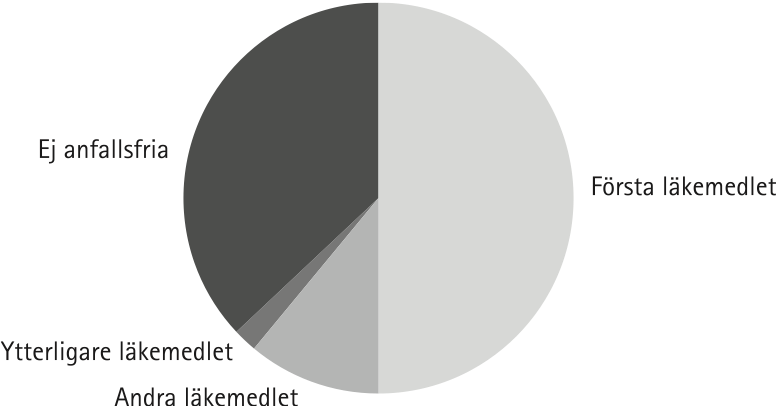 Ej anfallsfria
Första läkemedlet
Ytterligare läkemedlet
Andra läkemedlet